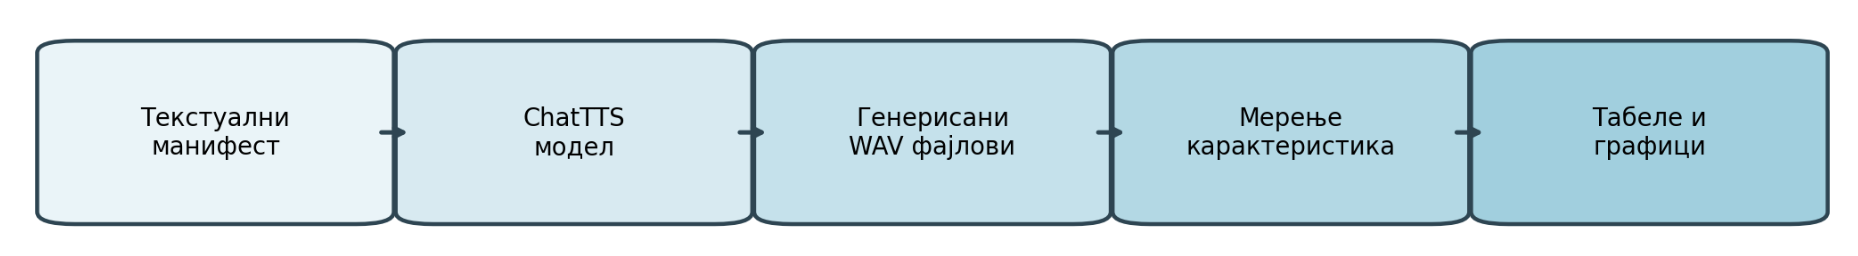 Текстуални
манифест
ChatTTS
модел
Генерисани
WAV фајлови
Мерење
карактеристика
Табеле и
графици